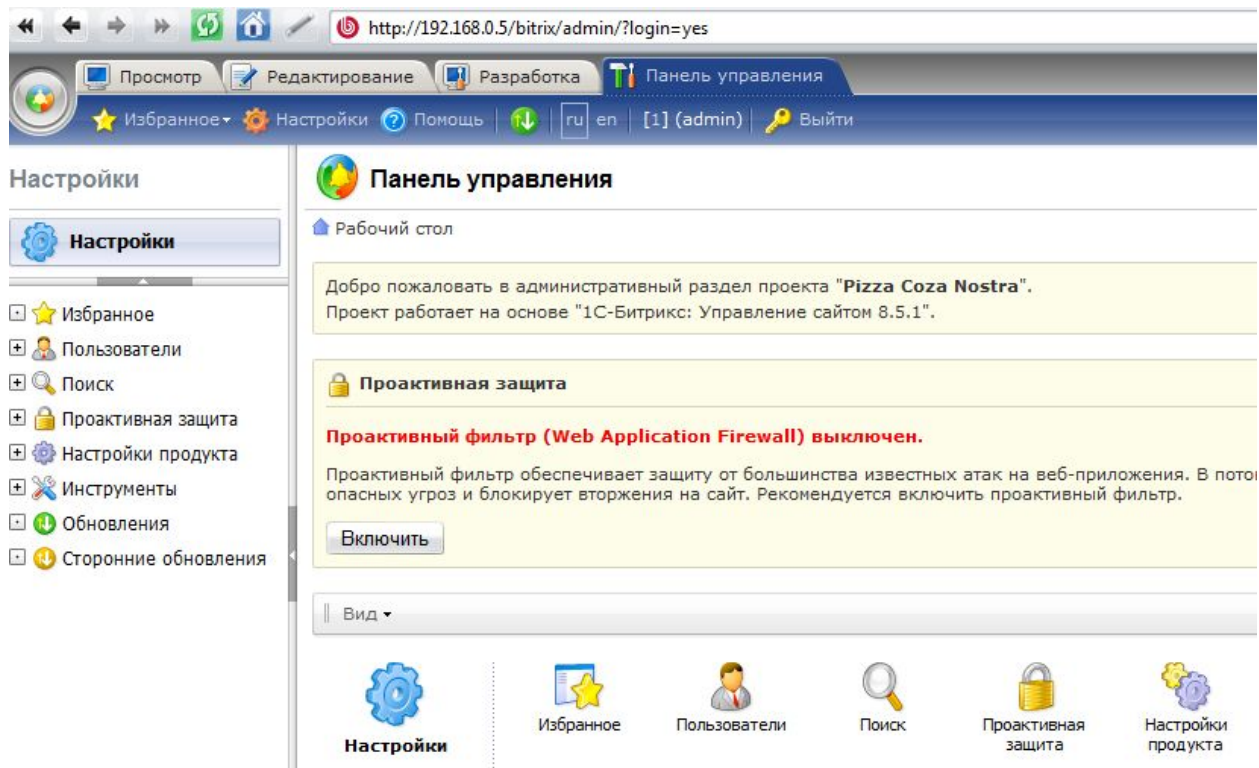 http://192.168.0.5/bitrix/admin/?login=yes
Просмотр Редактирование Разработка Панель управления
Избранное Настройки Помощь ru en [1] (admin) Выйти
Настройки
Настройки
Избранное
Пользователи
Поиск
Проактивная защита
Настройки продукта
Инструменты
Обновления
Сторонние обновления
Панель управления
Рабочий стол
Добро пожаловать в административный раздел проекта "Pizza Coza Nostra".
Проект работает на основе "1С-Битрикс: Управление сайтом 8.5.1".
Проактивная защита
Проактивный фильтр (Web Application Firewall) выключен.
Проактивный фильтр обеспечивает защиту от большинства известных атак на веб-приложения. В пото
опасных угроз и блокирует вторжения на сайт. Рекомендуется включить проактивный фильтр.
Включить
Вид
Настройки
Избранное
Пользователи
Поиск
Проактивная
защита
Настройки
продукта